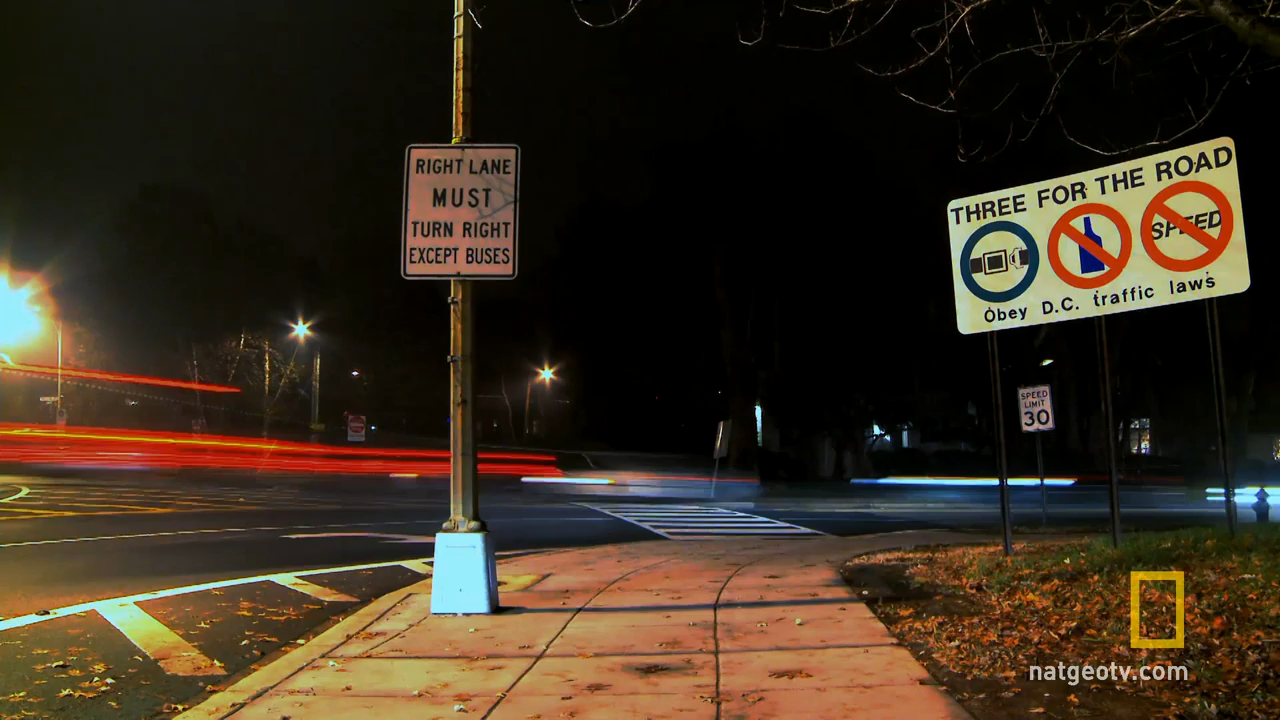 RIGHT LANE
MUST
TURN RIGHT
EXCEPT BUSES
THREE FOR THE ROAD
SPEED
Obey D.C. traffic laws
SPEED
LIMIT
30
natgeotv.com